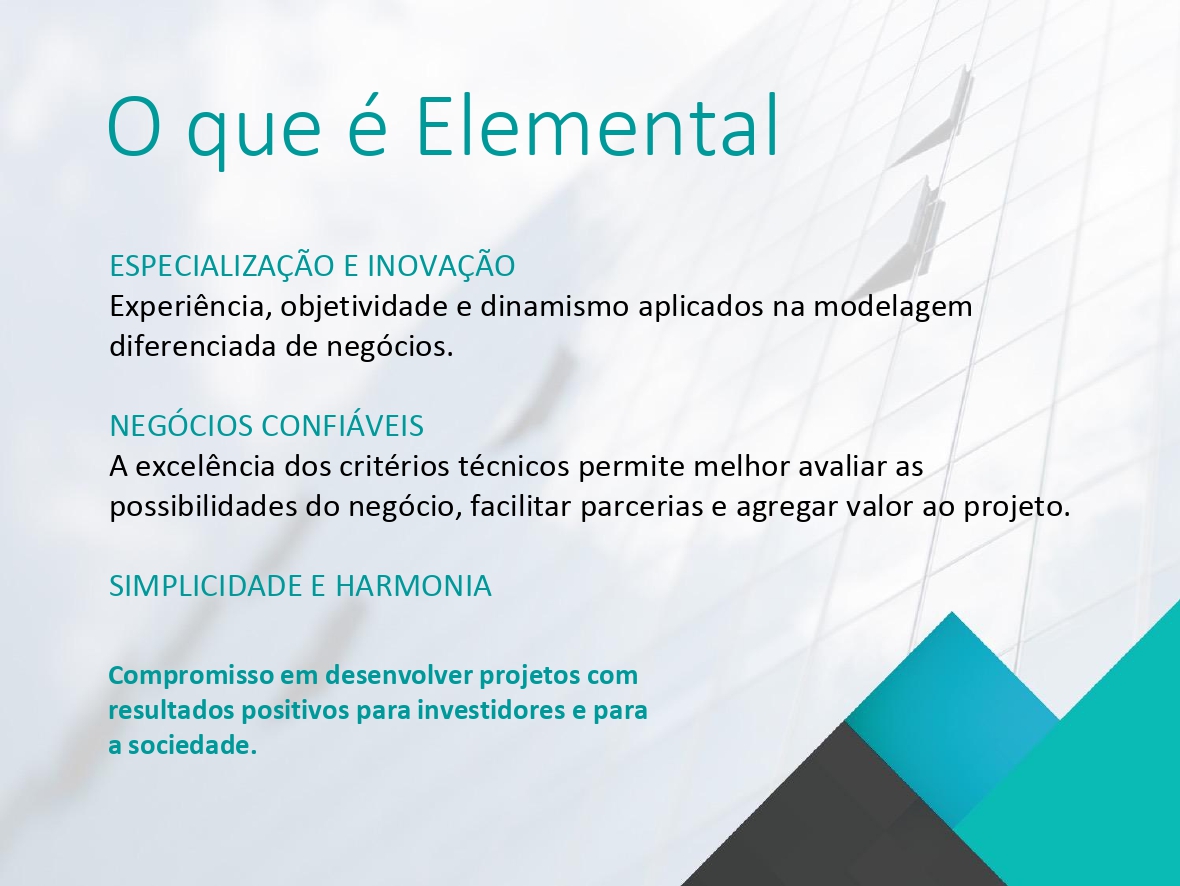 O que é Elemental
ESPECIALIZAÇÃO E INOVAÇÃO
Experiência, objetividade e dinamismo aplicados na modelagem
diferenciada de negócios.
NEGÓCIOS CONFIÁVEIS
A excelência dos critérios técnicos permite melhor avaliar as
possibilidades do negócio, facilitar parcerias e agregar valor ao projeto.
SIMPLICIDADE E HARMONIA
Compromisso em desenvolver projetos com
resultados positivos para investidores e para
a sociedade.